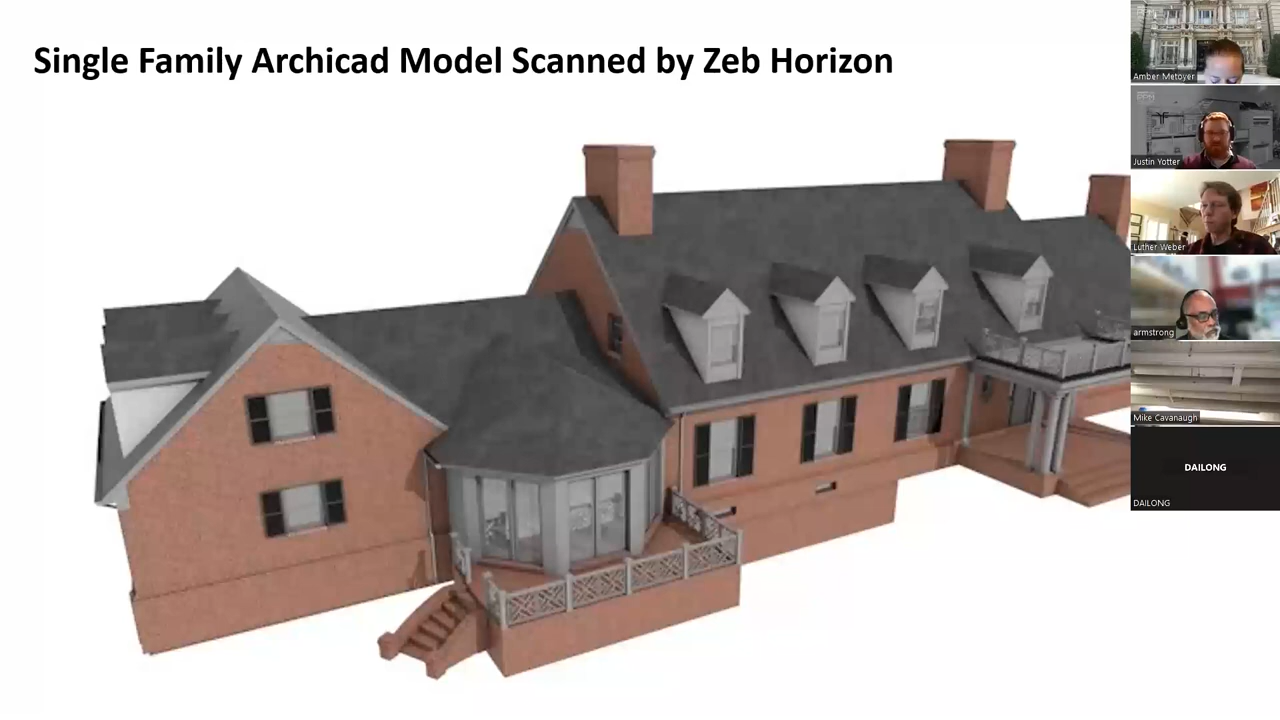 Single Family Archicad Model Scanned by Zeb Horizon
Amber Metoyer
Justin Yotter
Luther Weber
armstrong
Mike Cavanaugh
DAILONG
DAILONG